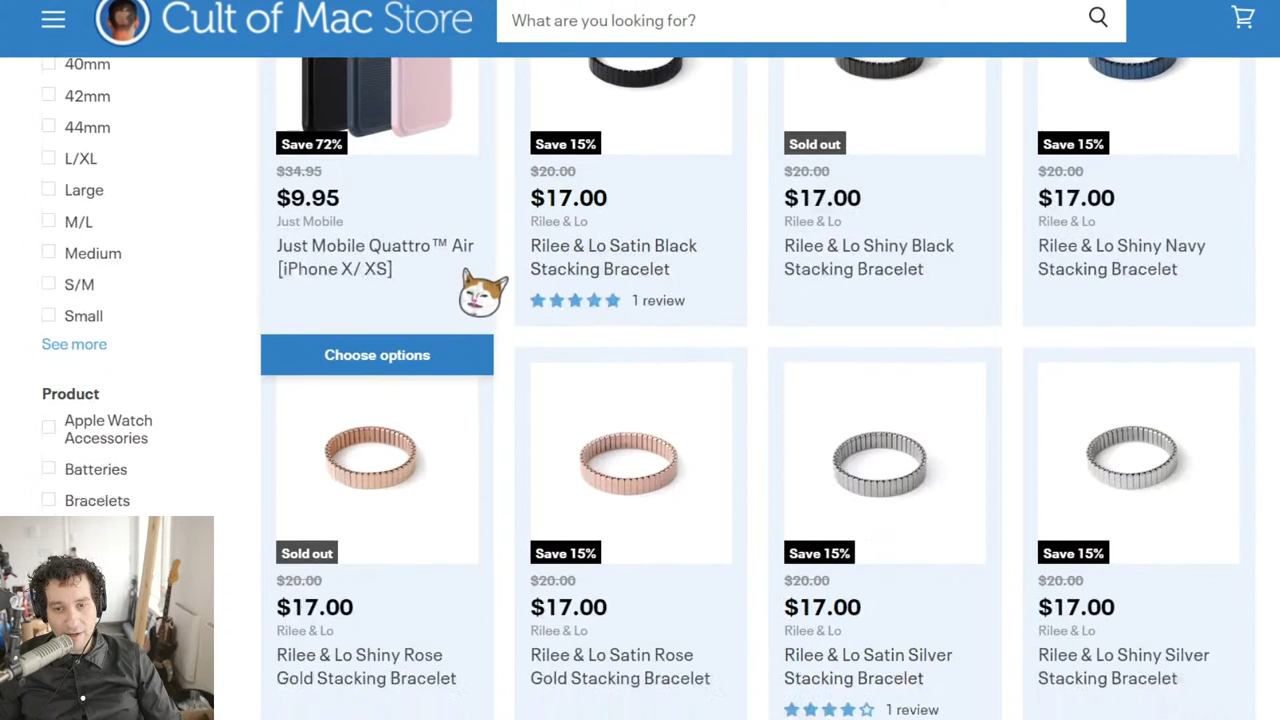 Cult of Mac Store
What are you looking for?
40mm
42mm
44mm
L/XL
Large
M/L
Medium
S/M
Small
See more
Product
Apple Watch
Accessories
Batteries
Bracelets
Save 72%
$34.95
$9.95
Just Mobile
Just Mobile Quattro™ Air
[iPhone X/ XS]
Choose options
Save 15%
$20.00
$17.00
Rilee & Lo
Rilee & Lo Satin Black
Stacking Bracelet
1 review
Sold out
$20.00
$17.00
Rilee & Lo
Rilee & Lo Shiny Black
Stacking Bracelet
Save 15%
$20.00
$17.00
Rilee & Lo
Rilee & Lo Shiny Navy
Stacking Bracelet
Sold out
$20.00
$17.00
Rilee & Lo
Rilee & Lo Shiny Rose
Gold Stacking Bracelet
Save 15%
$20.00
$17.00
Rilee & Lo
Rilee & Lo Satin Rose
Gold Stacking Bracelet
Save 15%
$20.00
$17.00
Rilee & Lo
Rilee & Lo Satin Silver
Stacking Bracelet
1 review
Save 15%
$20.00
$17.00
Rilee & Lo
Rilee & Lo Shiny Silver
Stacking Bracelet